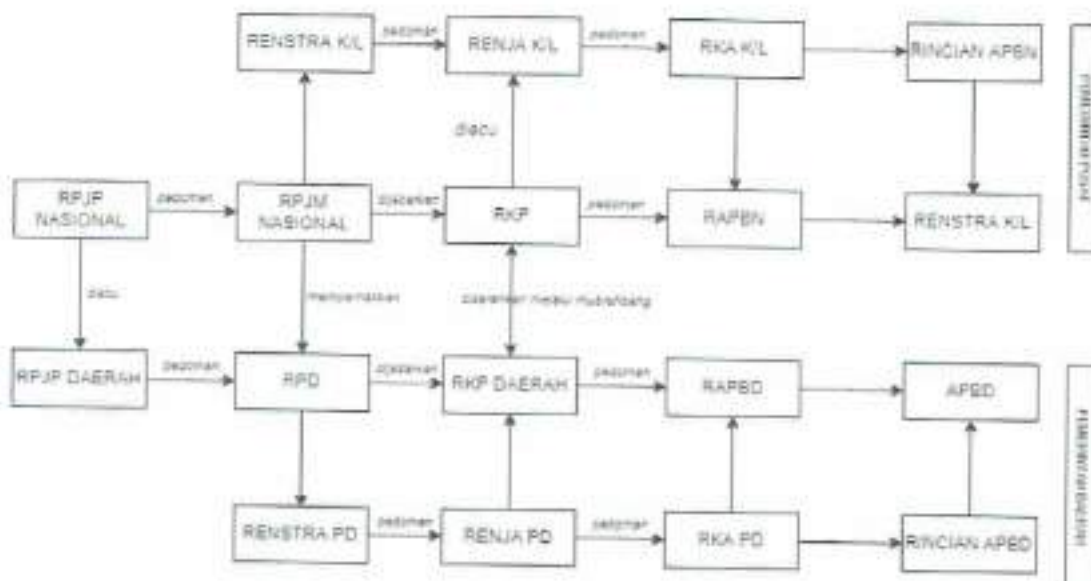 pedoman
pedoman
RENSTRA K/L
RENJA K/L
RKA K/L
RINCIAN APBN
diacu
RPJP
NASIONAL
pedoman
RPJM
NASIONAL
dijabarkan
RKP
pedoman
RAPBN
RENSTRA K/L
diacu
RPJP DAERAH
pedoman
RPD
dijabarkan
RKP DAERAH
pedoman
RAPBD
APBD
RENSTRA PD
pedoman
RENJA PD
pedoman
RKA PD
RINCIAN APBD